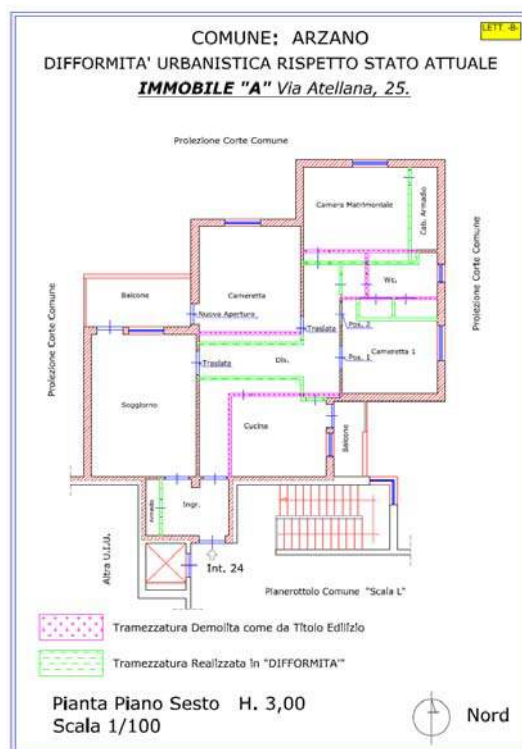 LETT. -B-
COMUNE: ARZANO
DIFFORMITA' URBANISTICA RISPETTO STATO ATTUALE
IMMOBILE "A" Via Atellana, 25.
Proiezione Corte Comune
Camera Matrimoniale
Cab. Armadio
Wc.
Proiezione Corte Comune
Balcone
Cameretta
Nuova Apertura
Traslata
Pos. 2
Proiezione Corte Comune
Traslata
Dis.
Pos. 1
Cameretta 1
Soggiorno
Cucina
Balcone
Armadio
Ingr.
Altra U.I.U.
Int. 24
Pianerottolo Comune "Scala L"
Tramezzatura Demolita come da Titolo Edilizio
Tramezzatura Realizzata in "DIFFORMITA'"
Pianta Piano Sesto H. 3,00
Scala 1/100
Nord